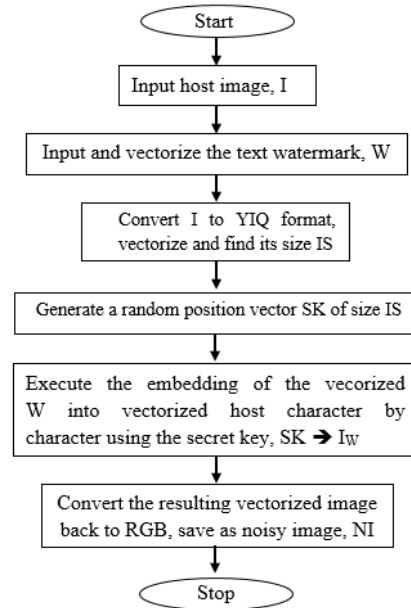 Start
Input host image, I
Input and vectorize the text watermark, W
Convert I to YIQ format,
vectorize and find its size IS
Generate a random position vector SK of size IS
Execute the embedding of the vecorized
W into vectorized host character by
character using the secret key, SK ➔ IW
Convert the resulting vectorized image
back to RGB, save as noisy image, NI
Stop